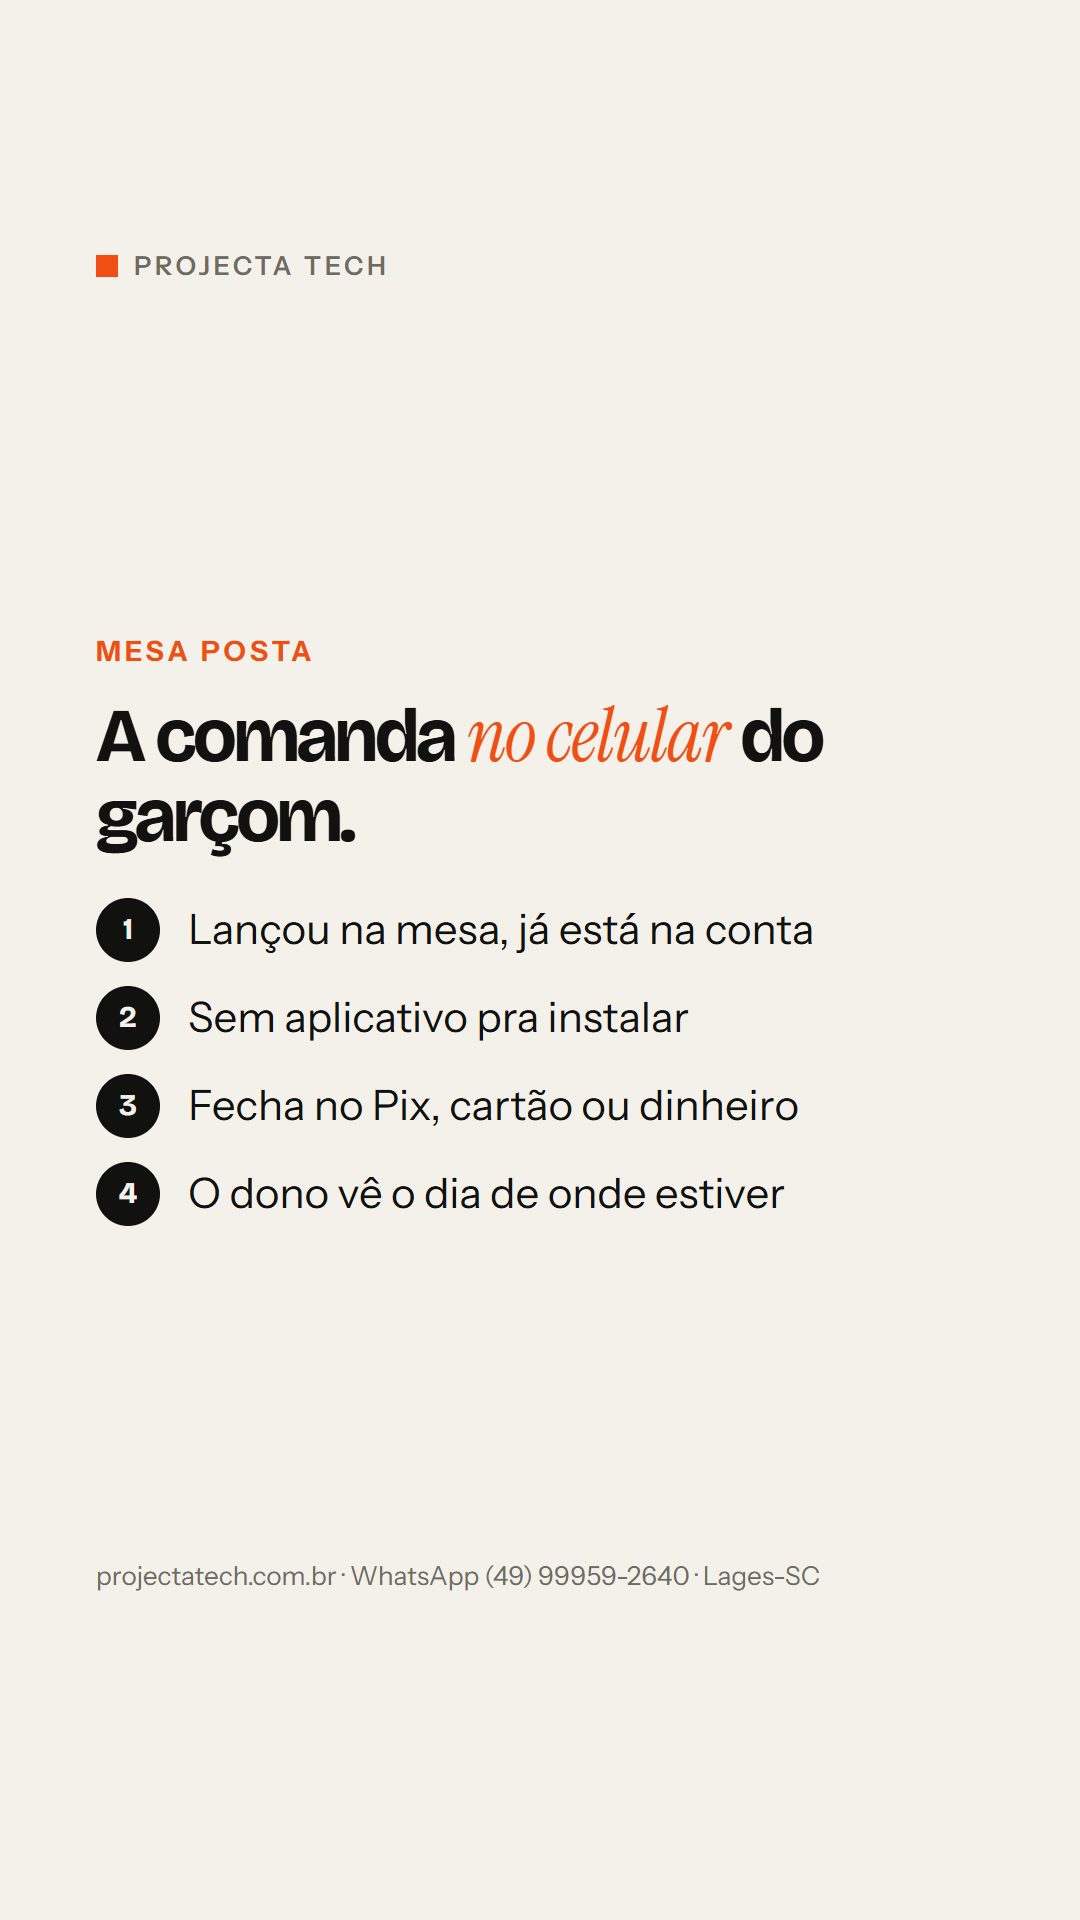 PROJECTA TECH
MESA POSTA
A comanda no celular do
garçom.
1 Lançou na mesa, já está na conta
2 Sem aplicativo pra instalar
3 Fecha no Pix, cartão ou dinheiro
4 O dono vê o dia de onde estiver
projectatech.com.br · WhatsApp (49) 99959-2640 · Lages-SC